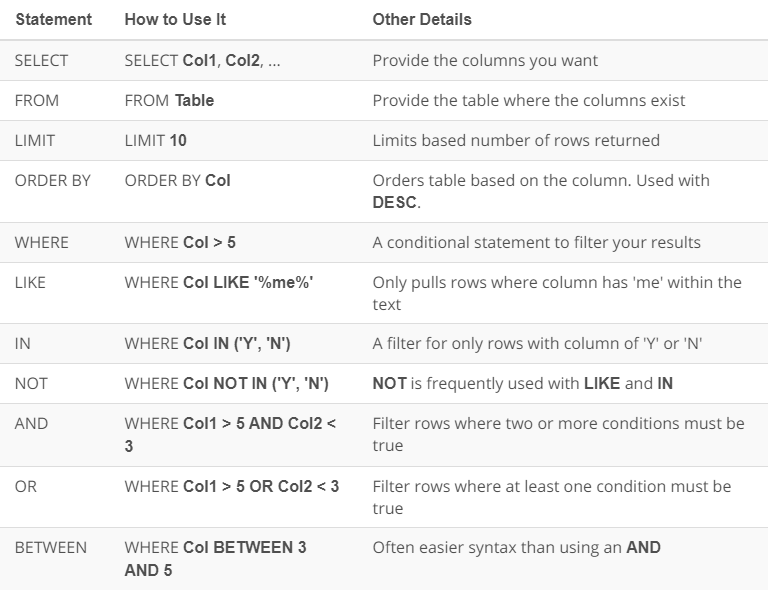 Statement How to Use It Other Details
SELECT SELECT Col1, Col2, ... Provide the columns you want
FROM FROM Table Provide the table where the columns exist
LIMIT LIMIT 10 Limits based number of rows returned
ORDER BY ORDER BY Col Orders table based on the column. Used with
DESC.
WHERE WHERE Col > 5 A conditional statement to filter your results
LIKE WHERE Col LIKE '%me%' Only pulls rows where column has 'me' within the
text
IN WHERE Col IN ('Y', 'N') A filter for only rows with column of 'Y' or 'N'
NOT WHERE Col NOT IN ('Y', 'N') NOT is frequently used with LIKE and IN
AND WHERE Col1 > 5 AND Col2 < Filter rows where two or more conditions must be
3 true
OR WHERE Col1 > 5 OR Col2 < 3 Filter rows where at least one condition must be
true
BETWEEN WHERE Col BETWEEN 3 Often easier syntax than using an AND
AND 5